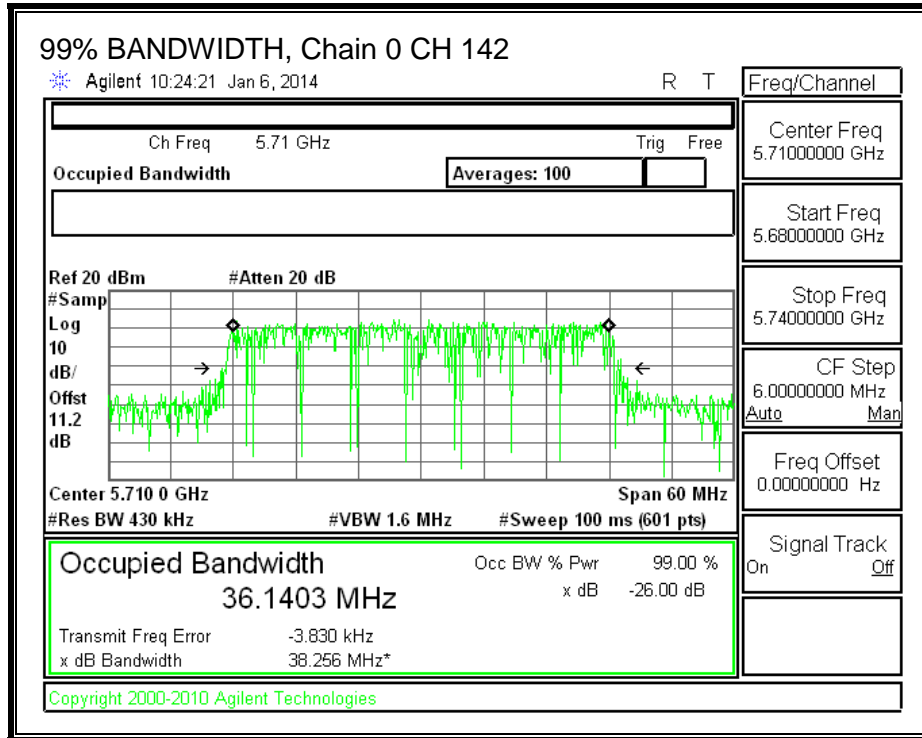 99% BANDWIDTH, Chain 0 CH 142
Agilent 10:24:21 Jan 6, 2014 R T
Freq/Channel
Ch Freq 5.71 GHz Trig Free
Occupied Bandwidth Averages: 100
Center Freq
5.71000000 GHz
Start Freq
5.68000000 GHz
Stop Freq
5.74000000 GHz
CF Step
6.00000000 MHz
Auto Man
Freq Offset
0.00000000 Hz
Signal Track
On Off
Ref 20 dBm #Atten 20 dB
#Samp
Log
10
dB/
Offst
11.2
dB
Center 5.710 0 GHz Span 60 MHz
#Res BW 430 kHz #VBW 1.6 MHz #Sweep 100 ms (601 pts)
Occupied Bandwidth Occ BW % Pwr 99.00 %
36.1403 MHz x dB -26.00 dB
Transmit Freq Error -3.830 kHz
x dB Bandwidth 38.256 MHz*
Copyright 2000-2010 Agilent Technologies